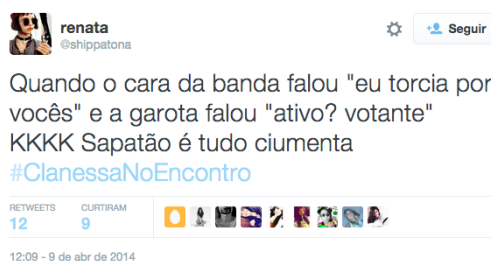 renata
@shippatona
Seguir
Quando o cara da banda falou "eu torcia por
vocês" e a garota falou "ativo? votante"
KKKK Sapatão é tudo ciumenta
#ClanessaNoEncontro
RETWEETS
12
CURTIRAM
9
12:09 - 9 de abr de 2014